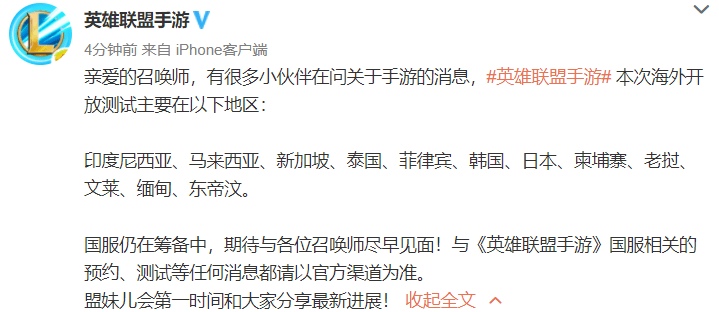 英雄联盟手游
4分钟前 来自 iPhone客户端
亲爱的召唤师，有很多小伙伴在问关于手游的消息，#英雄联盟手游# 本次海外开
放测试主要在以下地区：
印度尼西亚、马来西亚、新加坡、泰国、菲律宾、韩国、日本、柬埔寨、老挝、
文莱、缅甸、东帝汶。
国服仍在筹备中，期待与各位召唤师尽早见面！与《英雄联盟手游》国服相关的
预约、测试等任何消息都请以官方渠道为准。
盟妹儿会第一时间和大家分享最新进展！ 收起全文